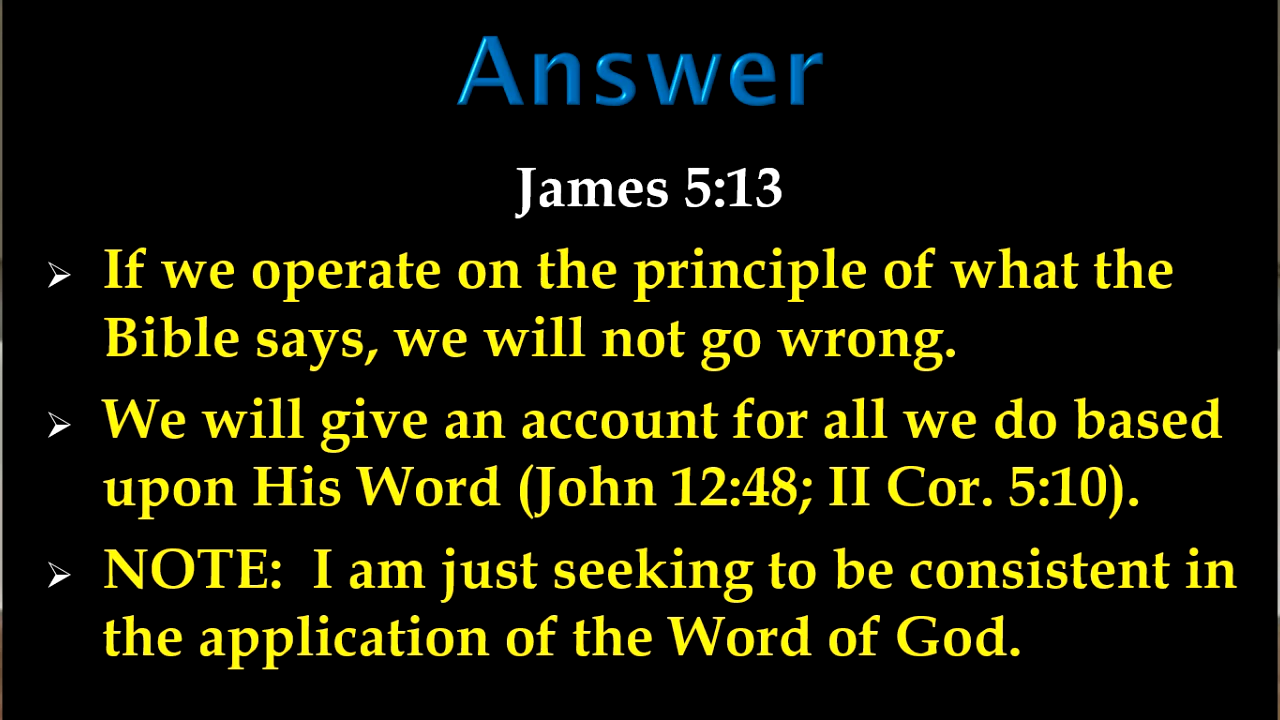 Answer
James 5:13
If we operate on the principle of what the
Bible says, we will not go wrong.
We will give an account for all we do based
upon His Word (John 12:48; II Cor. 5:10).
NOTE:  I am just seeking to be consistent in
the application of the Word of God.